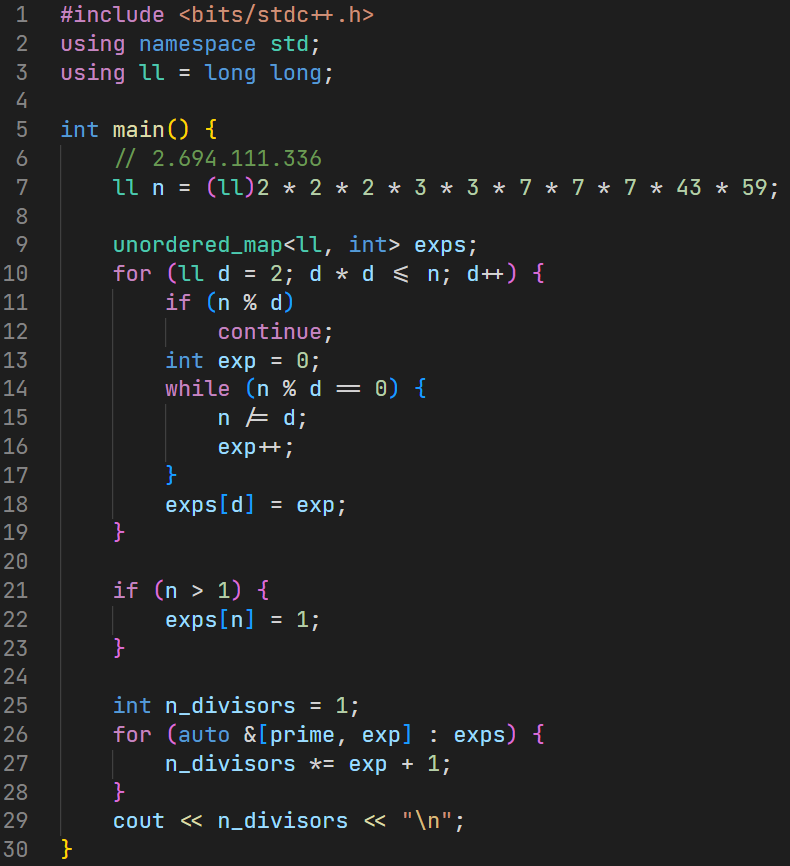 1 #include <bits/stdc++.h>
2 using namespace std;
3 using ll = long long;
4
5 int main() {
6     // 2.694.111.336
7     ll n = (ll)2 * 2 * 2 * 3 * 3 * 7 * 7 * 7 * 43 * 59;
8
9     unordered_map<ll, int> exps;
10     for (ll d = 2; d * d <= n; d++) {
11         if (n % d)
12             continue;
13         int exp = 0;
14         while (n % d == 0) {
15             n /= d;
16             exp++;
17         }
18         exps[d] = exp;
19     }
20
21     if (n > 1) {
22         exps[n] = 1;
23     }
24
25     int n_divisors = 1;
26     for (auto &[prime, exp] : exps) {
27         n_divisors *= exp + 1;
28     }
29     cout << n_divisors << "\n";
30 }